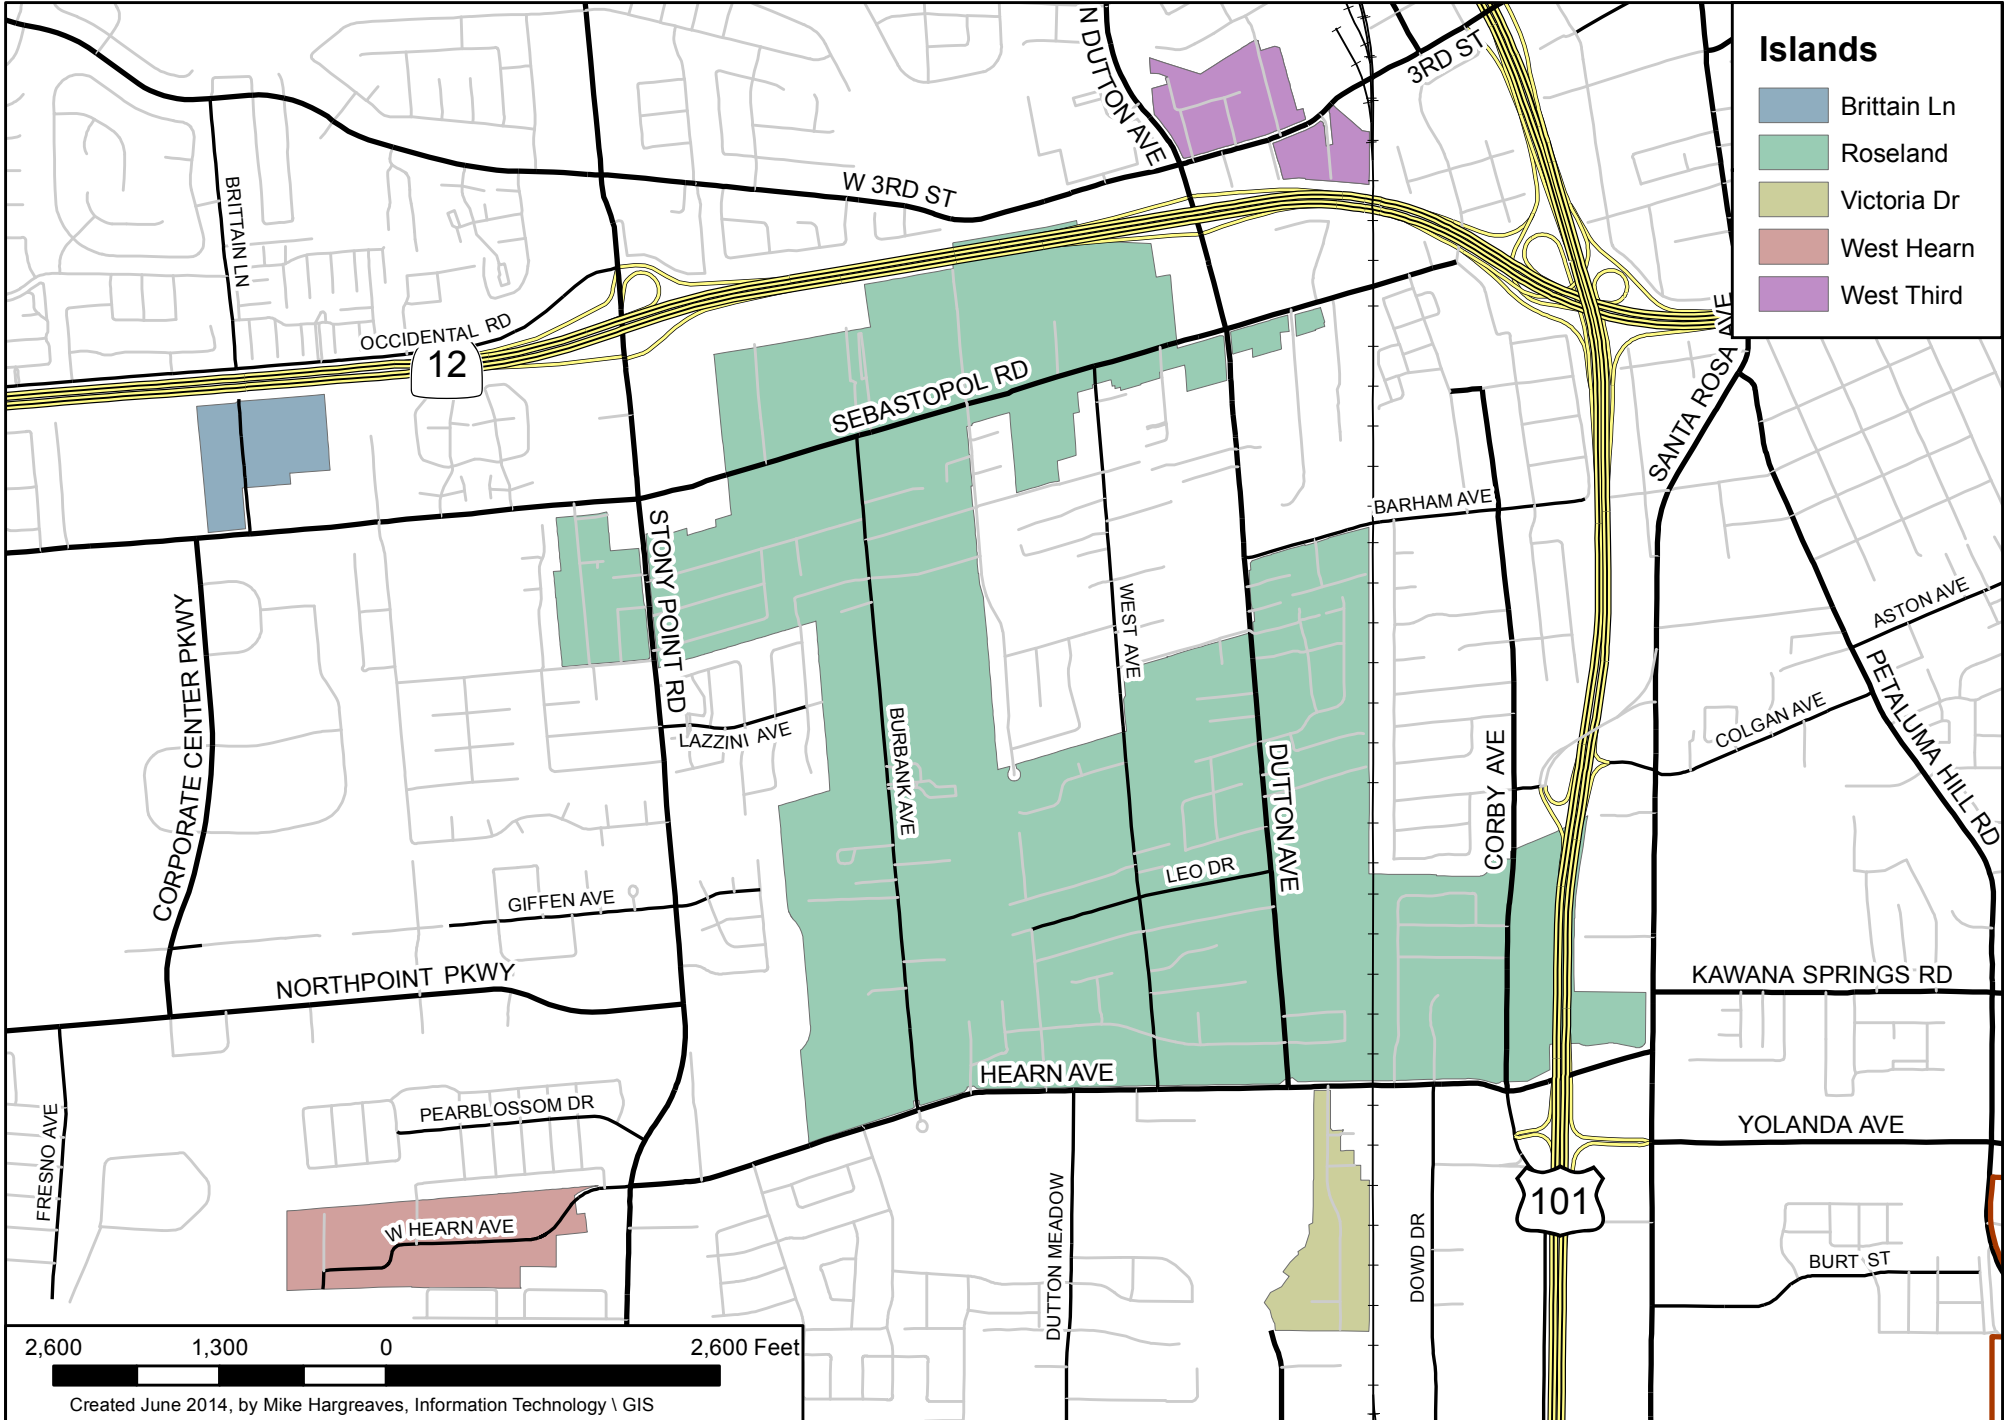 Islands
Brittain Ln
Roseland
Victoria Dr
West Hearn
West Third
N DUTTON AVE
3RD ST
W 3RD ST
BRITTAIN LN
OCCIDENTAL RD
12
SEBASTOPOL RD
SANTA ROSA AVE
STONY POINT RD
BARHAM AVE
WEST AVE
ASTON AVE
CORPORATE CENTER PKWY
LAZZINI AVE
BURBANK AVE
DUTTON AVE
CORBY AVE
COLGAN AVE
PETALUMA HILL RD
LEO DR
GIFFEN AVE
NORTHPOINT PKWY
KAWANA SPRINGS RD
HEARN AVE
PEARBLOSSOM DR
FRESNO AVE
YOLANDA AVE
W HEARN AVE
DUTTON MEADOW
DOWD DR
101
BURT ST
2,600 1,300 0 2,600 Feet
Created June 2014, by Mike Hargreaves, Information Technology \ GIS